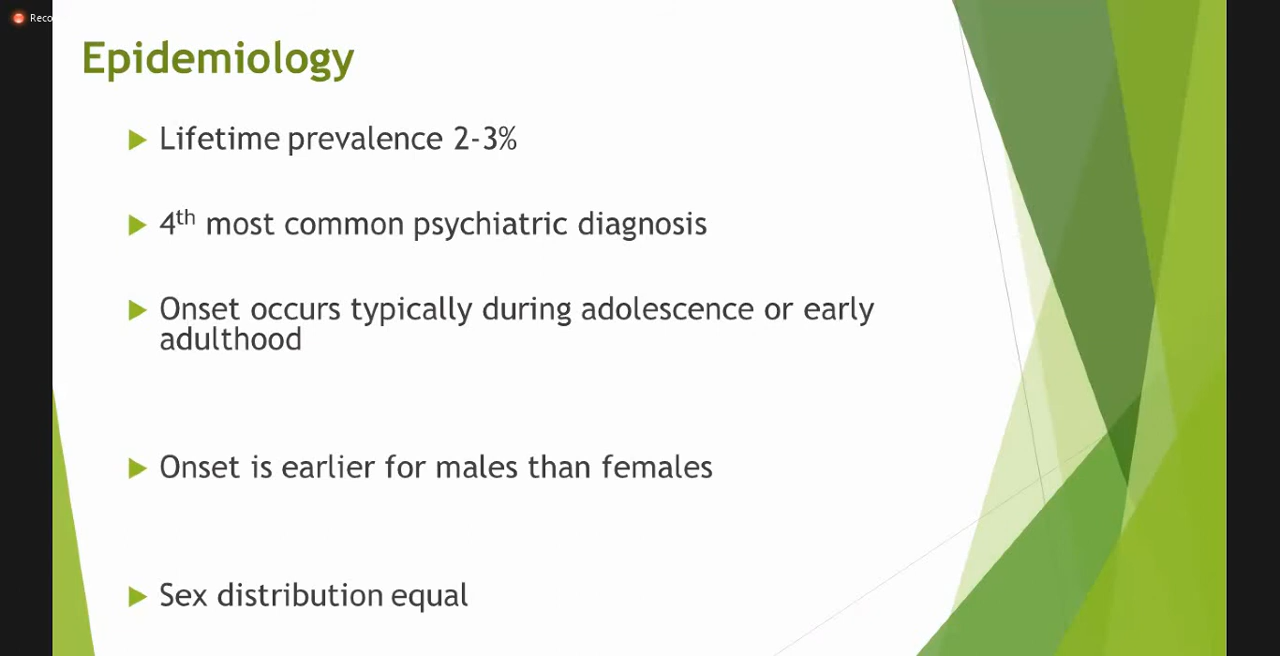 Reco
Epidemiology
Lifetime prevalence 2-3%
4th most common psychiatric diagnosis
Onset occurs typically during adolescence or early
adulthood
Onset is earlier for males than females
Sex distribution equal